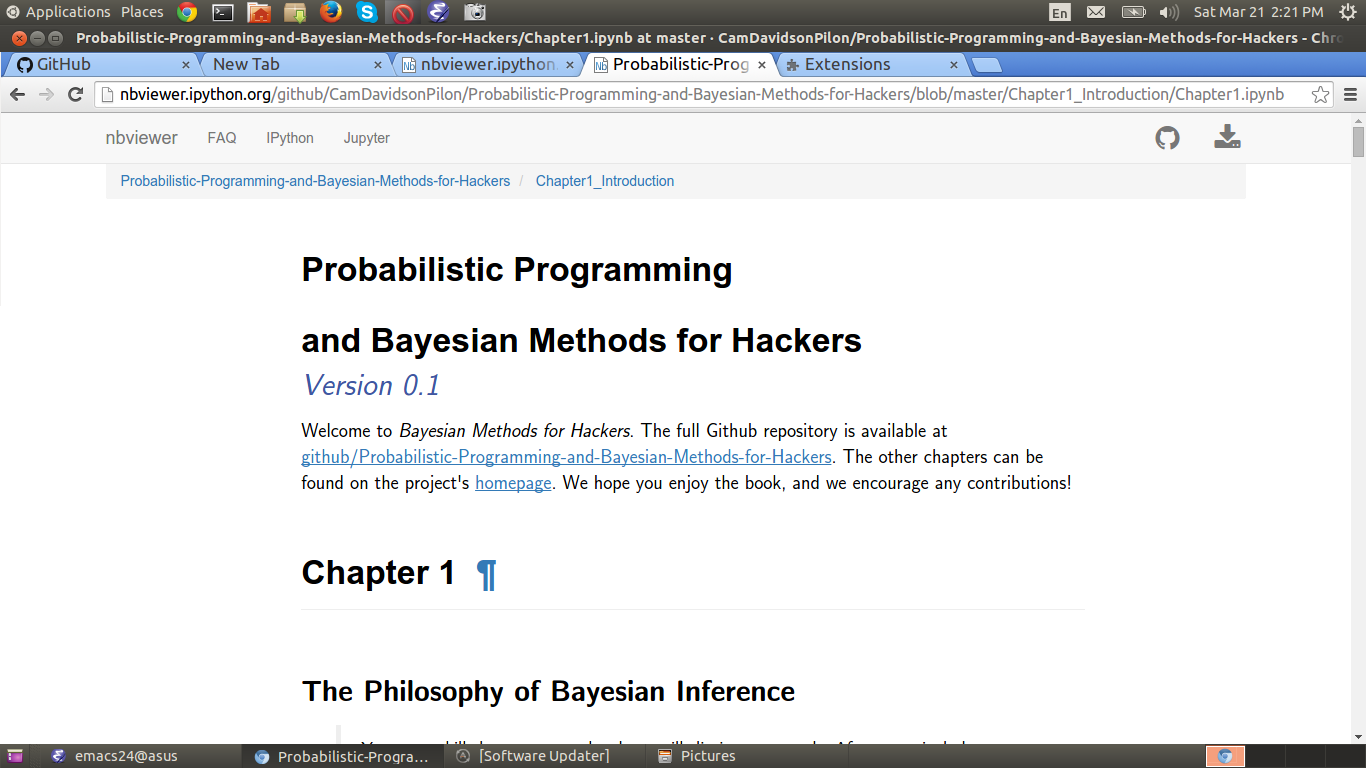 Applications Places En Sat Mar 21 2:21 PM
Probabilistic-Programming-and-Bayesian-Methods-for-Hackers/Chapter1.ipynb at master · CamDavidsonPilon/Probabilistic-Programming-and-Bayesian-Methods-for-Hackers - Chro
GitHub × New Tab × nbviewer.ipython. × Probabilistic-Prog × Extensions ×
nbviewer.ipython.org/github/CamDavidsonPilon/Probabilistic-Programming-and-Bayesian-Methods-for-Hackers/blob/master/Chapter1_Introduction/Chapter1.ipynb
nbviewer FAQ IPython Jupyter
Probabilistic-Programming-and-Bayesian-Methods-for-Hackers / Chapter1_Introduction
Probabilistic Programming
and Bayesian Methods for Hackers
Version 0.1
Welcome to Bayesian Methods for Hackers. The full Github repository is available at
github/Probabilistic-Programming-and-Bayesian-Methods-for-Hackers. The other chapters can be
found on the project's homepage. We hope you enjoy the book, and we encourage any contributions!
Chapter 1 ¶
The Philosophy of Bayesian Inference
emacs24@asus Probabilistic-Progra... [Software Updater] Pictures